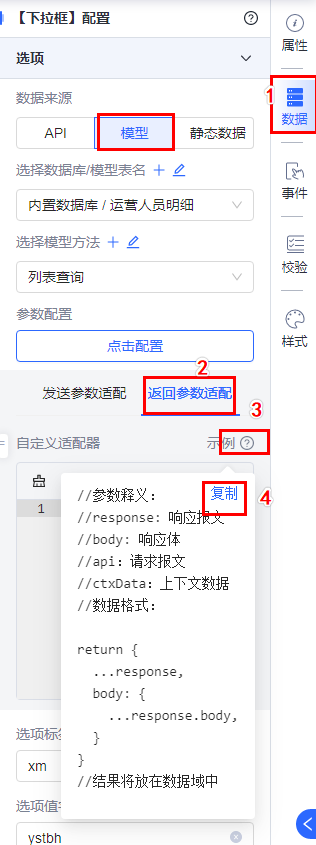 【下拉框】配置
选项
数据来源
API 模型 静态数据
选择数据库/模型表名
内置数据库 / 运营人员明细
选择模型方法
列表查询
参数配置
点击配置
2
发送参数适配 返回参数适配
3
自定义适配器 示例
复制
4
1
//参数释义：
//response: 响应报文
//body: 响应体
//api：请求报文
//ctxData：上下文数据
//数据格式：
return {
...response,
body: {
...response.body,
}
}
//结果将放在数据域中
选项标签
xm
选项值
ystbh
属性
1
数据
事件
校验
样式